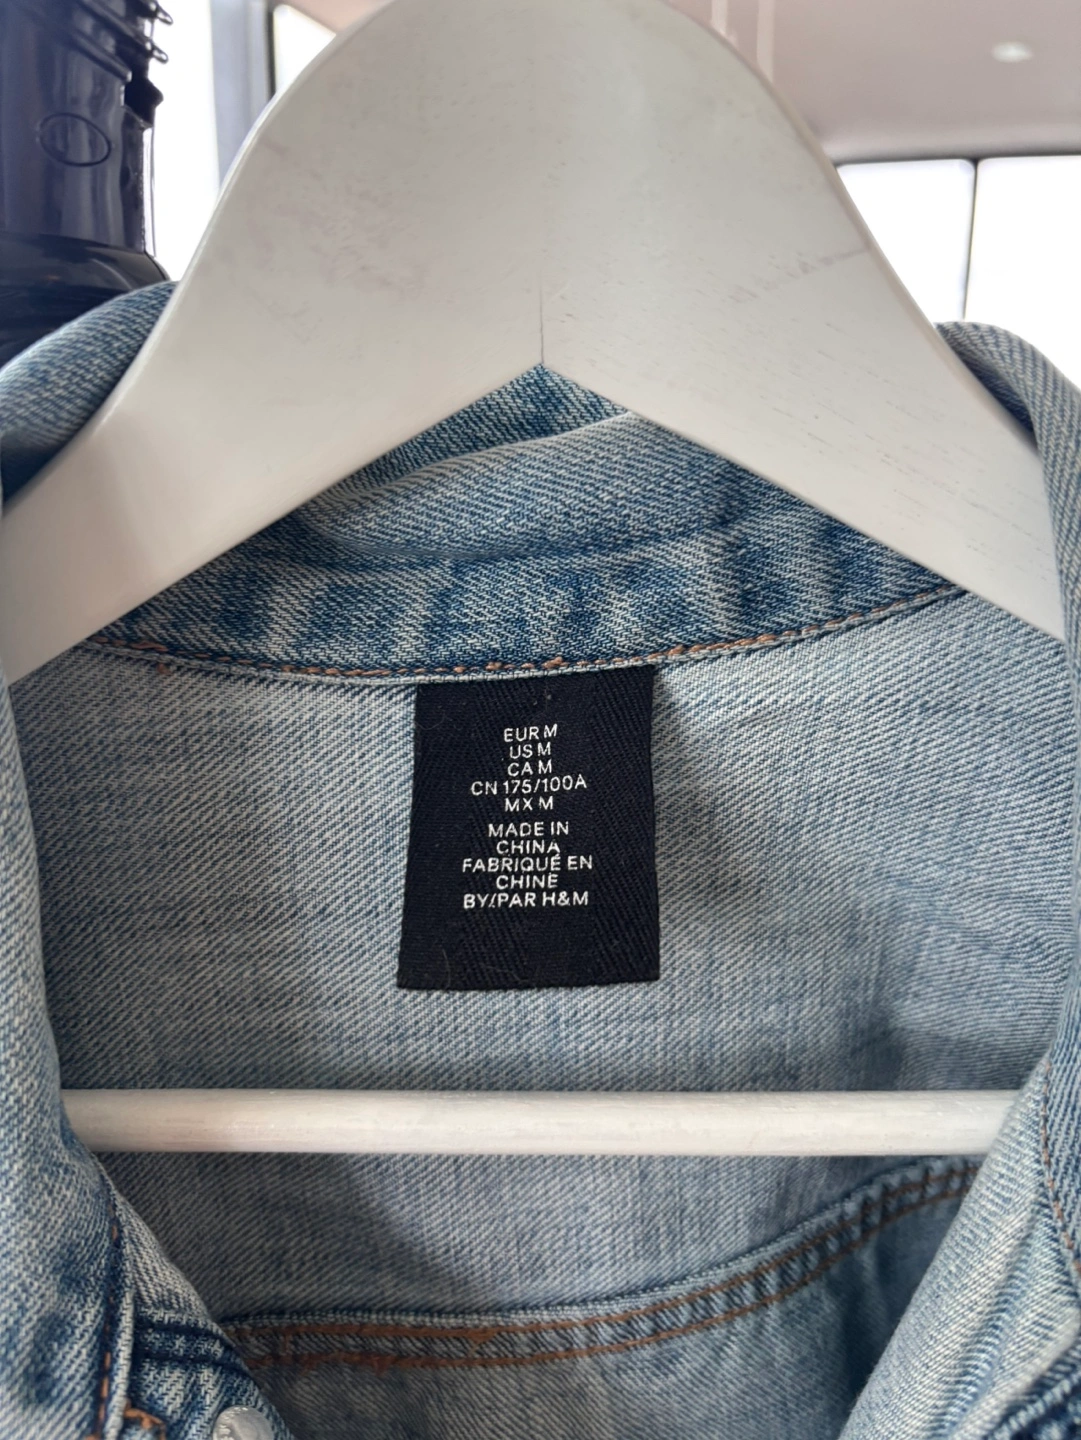 EUR M
US M
CA M
CN 175/100A
MX M
MADE IN
CHINA
FABRIQUÉ EN
CHINE
BY/PAR H&M